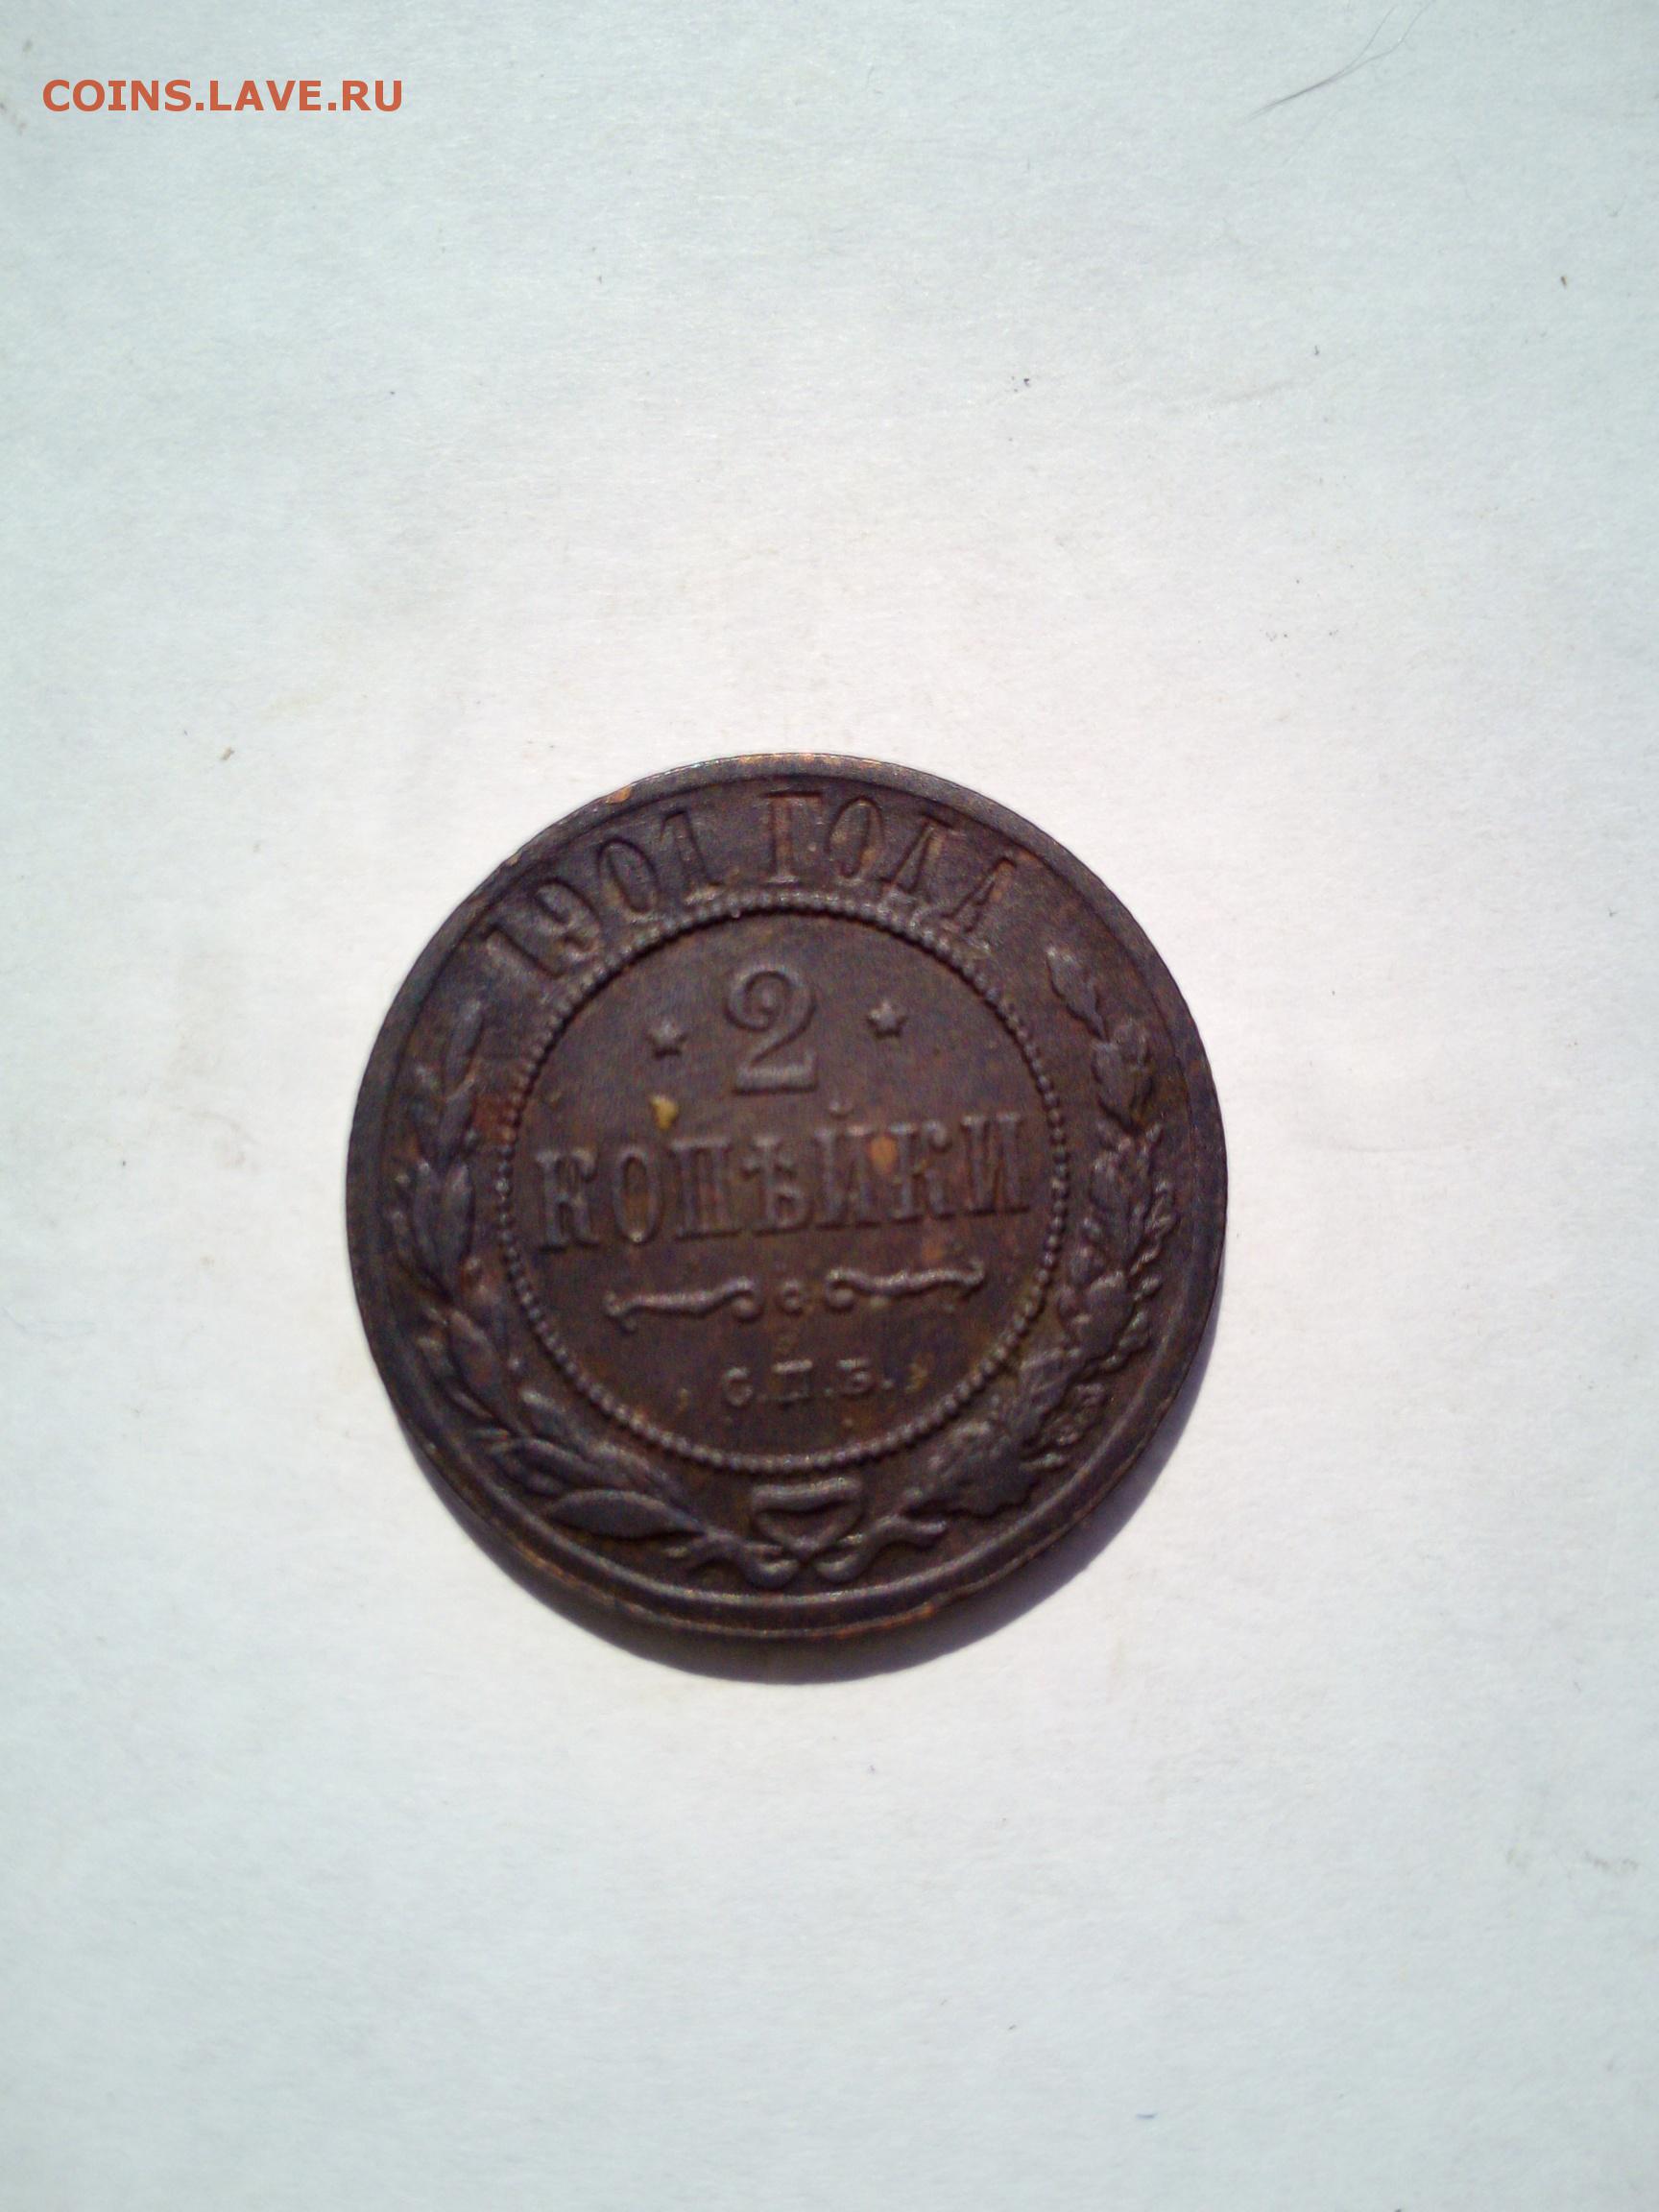 COINS.LAVE.RU
1901 ГОДА
2
КОПѢЙКИ
С.П.Б.